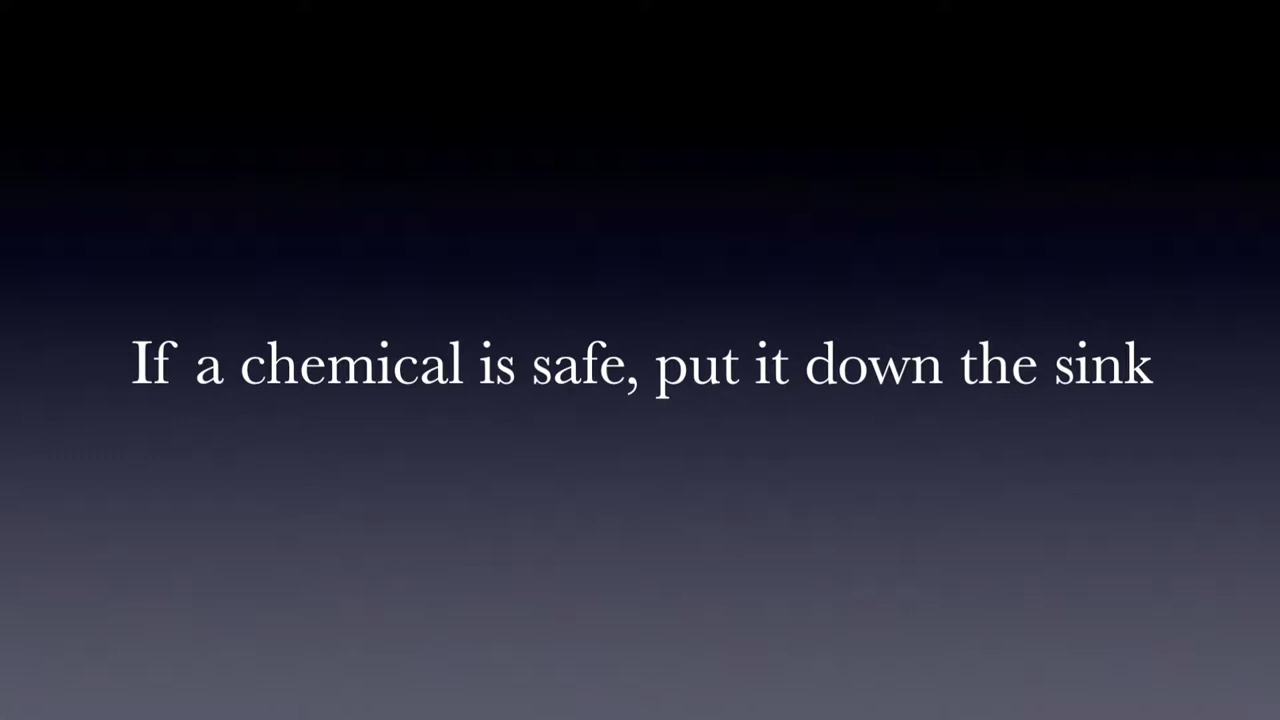 If a chemical is safe, put it down the sink